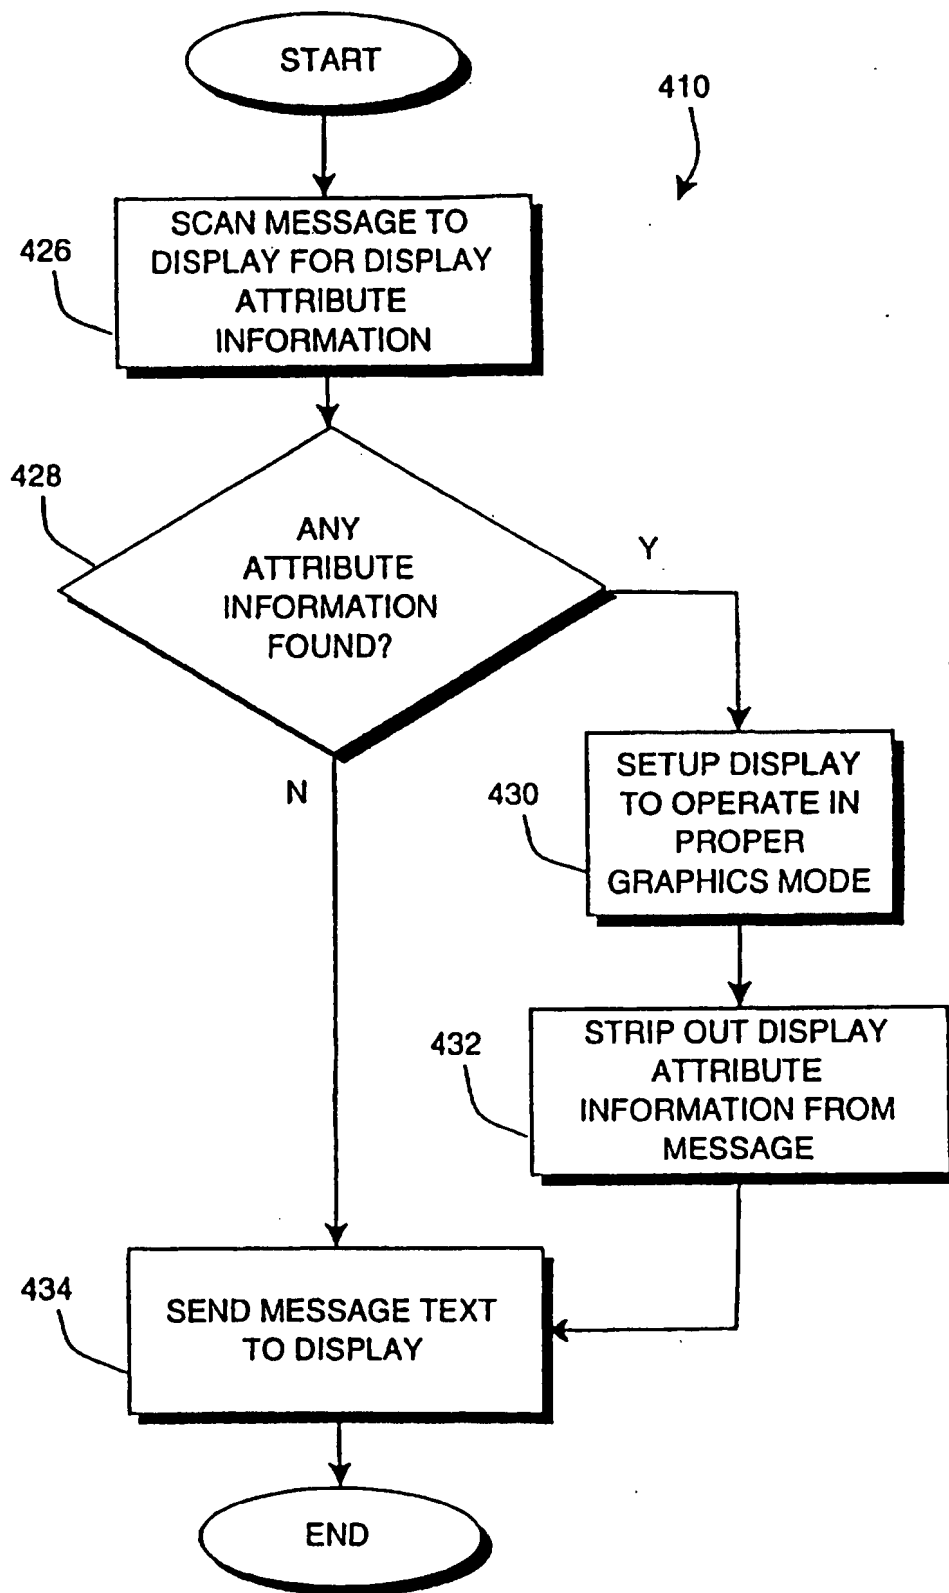 START
410
426
SCAN MESSAGE TO
DISPLAY FOR DISPLAY
ATTRIBUTE
INFORMATION
428
ANY
ATTRIBUTE
INFORMATION
FOUND?
Y
N
430
SETUP DISPLAY
TO OPERATE IN
PROPER
GRAPHICS MODE
432
STRIP OUT DISPLAY
ATTRIBUTE
INFORMATION FROM
MESSAGE
434
SEND MESSAGE TEXT
TO DISPLAY
END